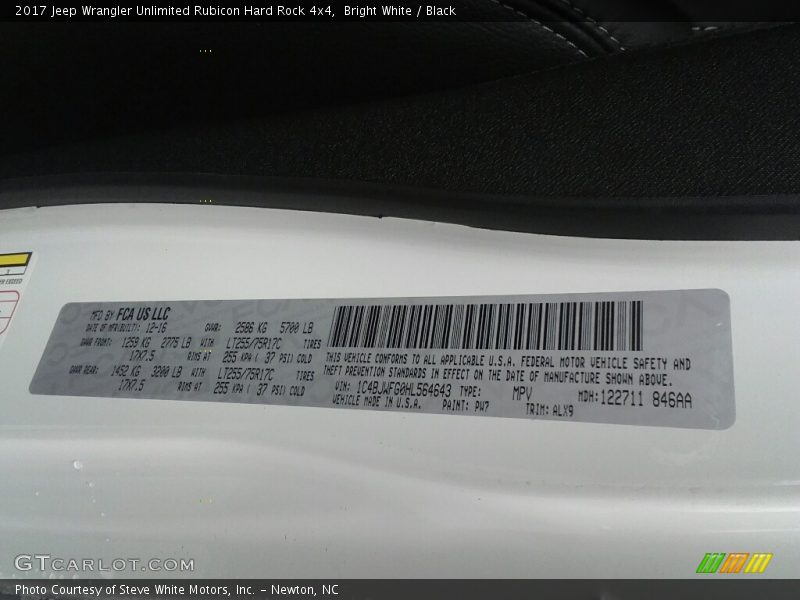 2017 Jeep Wrangler Unlimited Rubicon Hard Rock 4x4, Bright White / Black
MFD BY FCA US LLC
DATE OF MFR(BUILT): 12-16 GVWR: 2586 KG 5700 LB
GAWR FRONT: 1259 KG 2775 LB WITH LT255/75R17C TIRES
17X7.5 RIMS AT 255 KPA ( 37 PSI) COLD
GAWR REAR: 1452 KG 3200 LB WITH LT255/75R17C TIRES
17X7.5 RIMS AT 255 KPA ( 37 PSI) COLD
THIS VEHICLE CONFORMS TO ALL APPLICABLE U.S.A. FEDERAL MOTOR VEHICLE SAFETY AND
THEFT PREVENTION STANDARDS IN EFFECT ON THE DATE OF MANUFACTURE SHOWN ABOVE.
VIN: 1C4BJWFG0HL564643 TYPE: MPV MDH: 122711 846AA
VEHICLE MADE IN U.S.A. PAINT: PW7 TRIM: ALX9
GTCARLOT.COM
Photo Courtesy of Steve White Motors, Inc. – Newton, NC